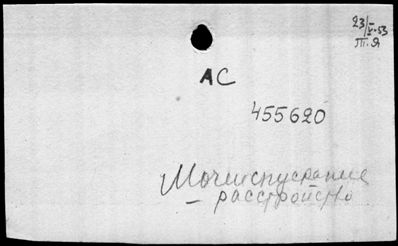 23/V-53
Т.Я
АС
455620
Мочеиспускание
– расстройство